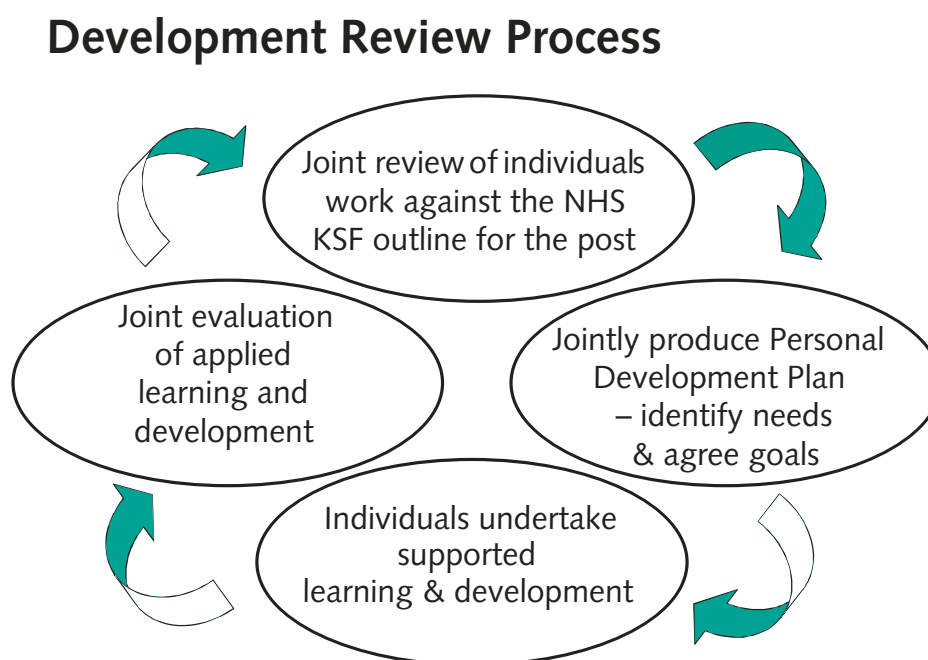 Development Review Process
Joint review of individuals
work against the NHS
KSF outline for the post
Jointly produce Personal
Development Plan
– identify needs
& agree goals
Individuals undertake
supported
learning & development
Joint evaluation
of applied
learning and
development